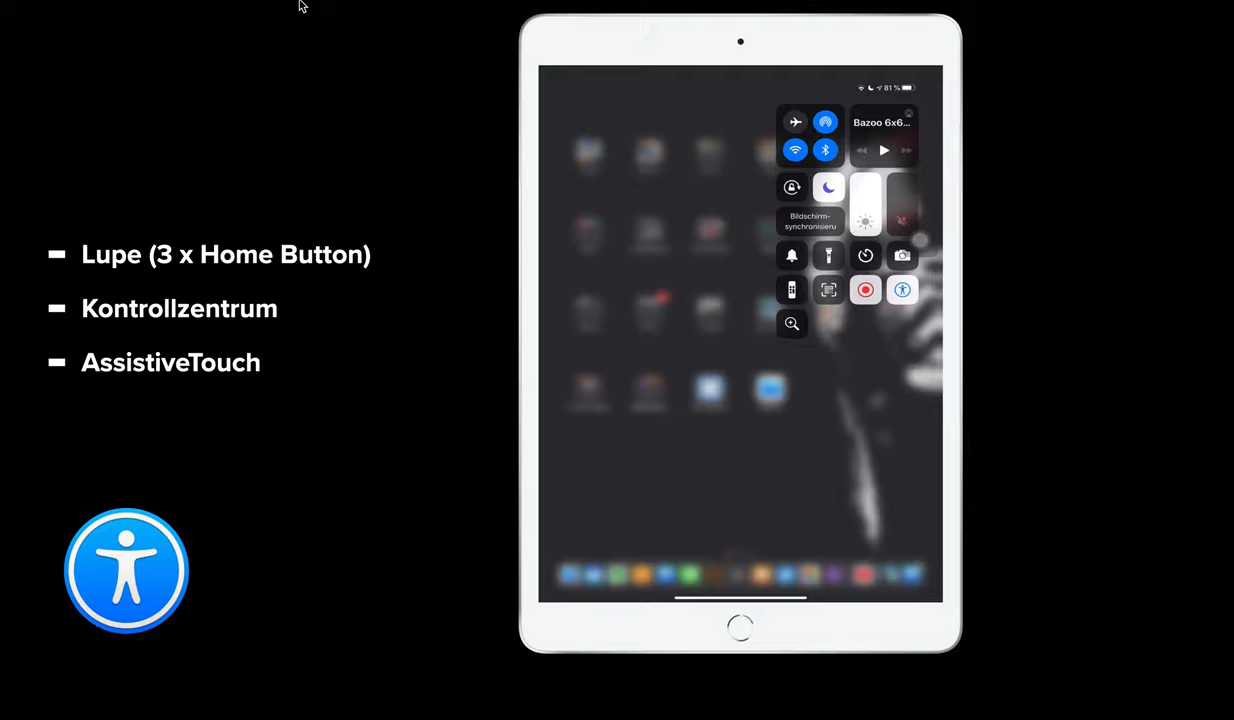 81 %
Bazoo 6x6...
Bildschirm-
synchronisieru
Lupe (3 x Home Button)
Kontrollzentrum
AssistiveTouch